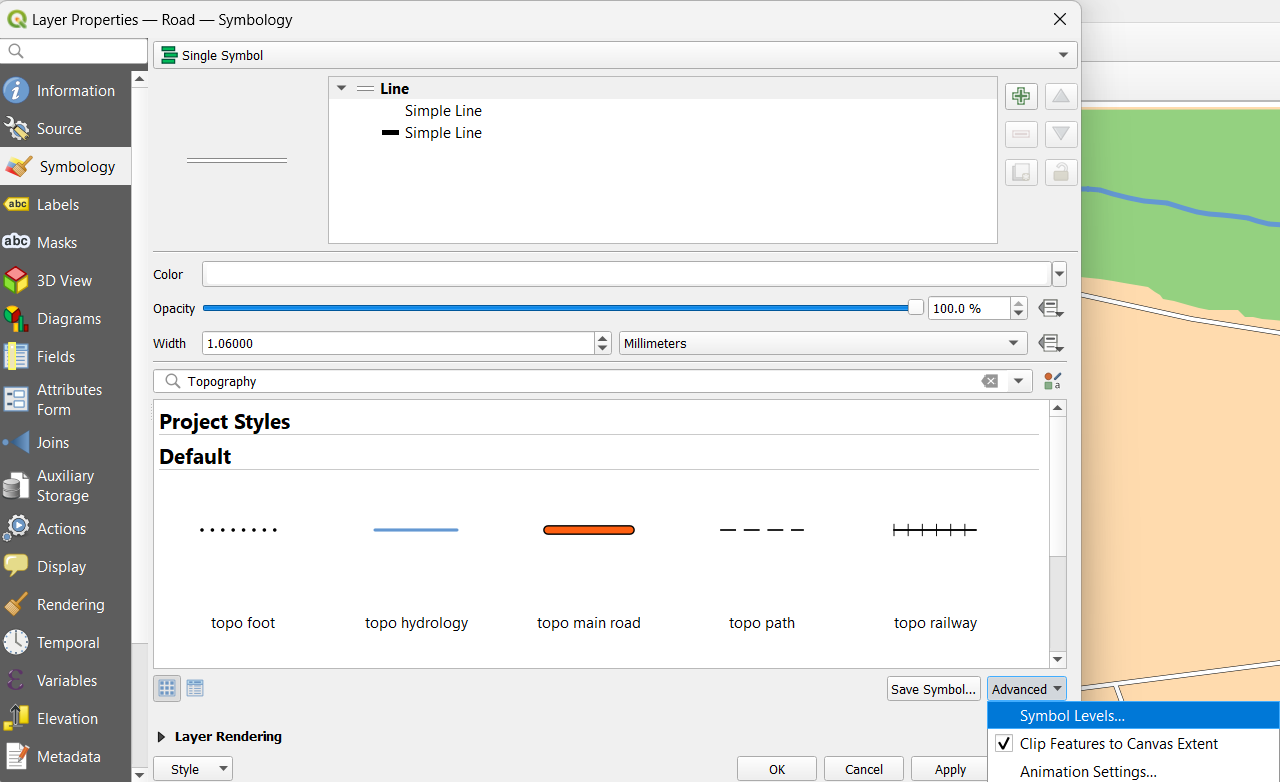 Layer Properties — Road — Symbology
Single Symbol
Information
Source
Symbology
abc Labels
abc Masks
3D View
Diagrams
Fields
Attributes
Form
Joins
Auxiliary
Storage
Actions
Display
Rendering
Temporal
Variables
Elevation
Metadata
Line
Simple Line
Simple Line
Color
Opacity 100.0 %
Width 1.06000 Millimeters
Topography
Project Styles
Default
topo foot topo hydrology topo main road topo path topo railway
Save Symbol... Advanced
Symbol Levels...
Clip Features to Canvas Extent
Animation Settings...
Layer Rendering
Style OK Cancel Apply